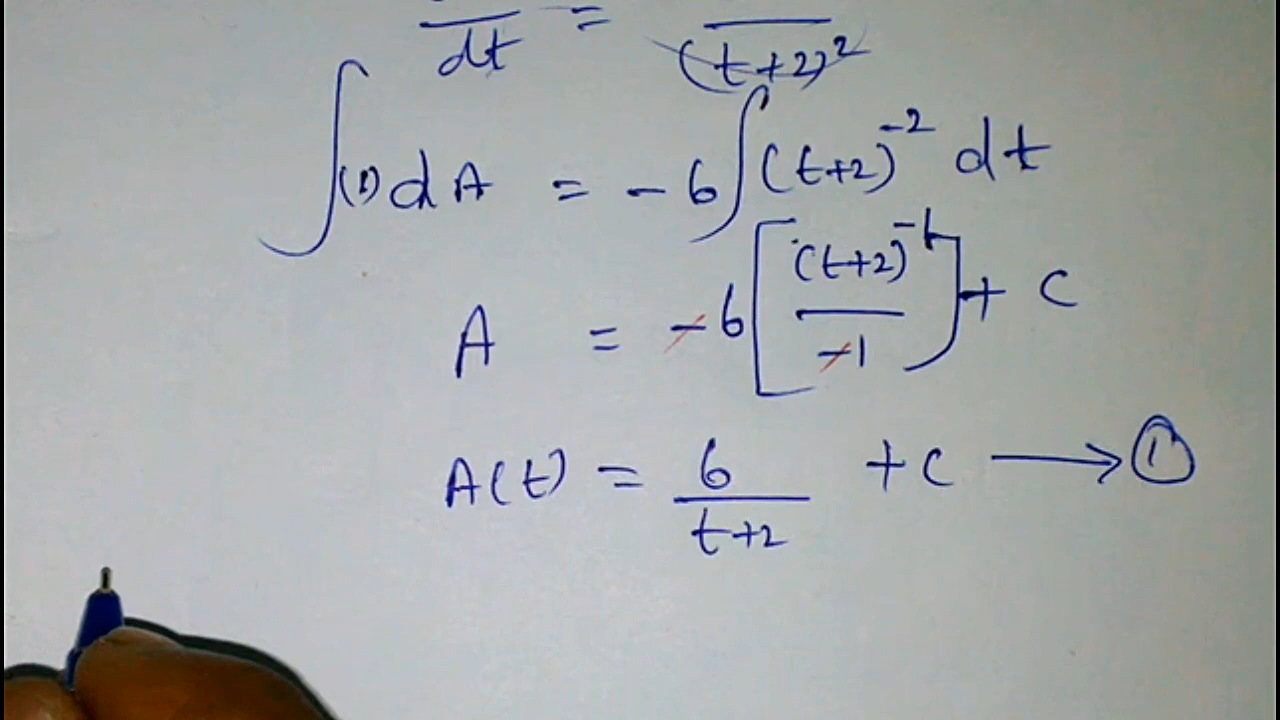 dt = (t+2)²
∫(1) dA = -6 ∫(t+2)⁻² dt
A = -6 [(t+2)⁻¹ / -1] + c
A(t) = 6 / t+2 + c → ①